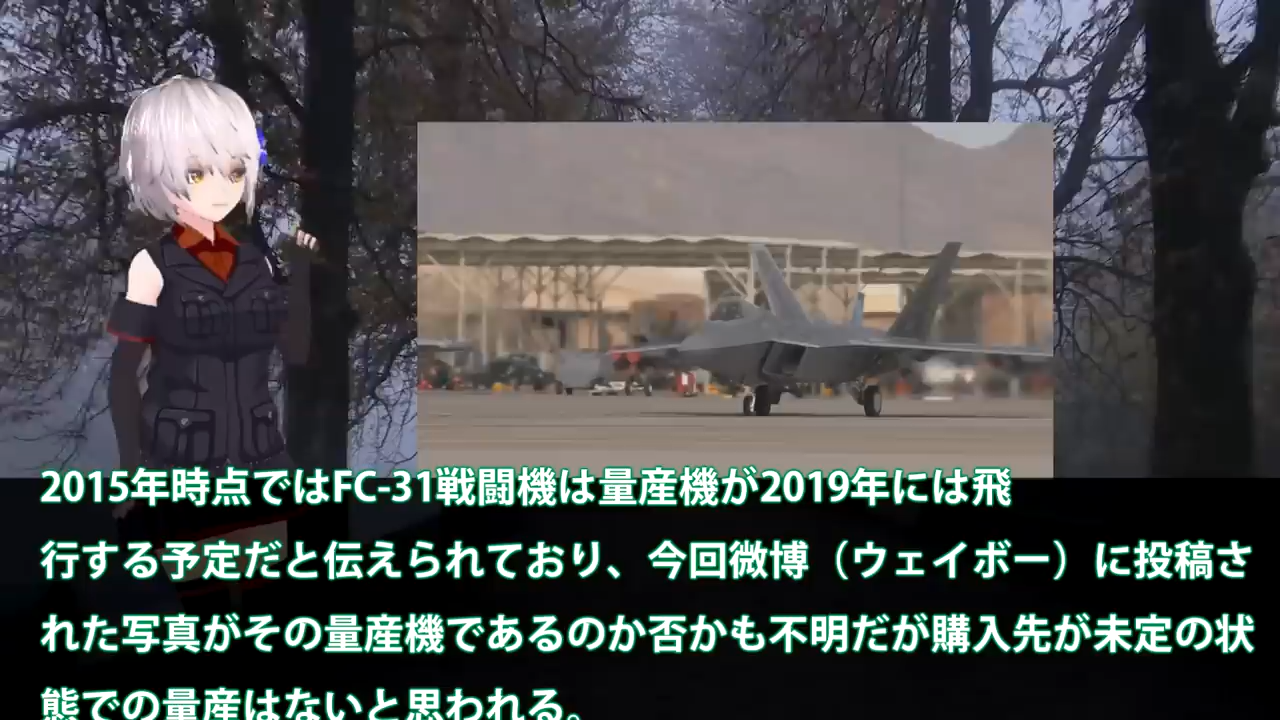 2015年時点ではFC-31戦闘機は量産機が2019年には飛
行する予定だと伝えられており、今回微博（ウェイボー）に投稿さ
れた写真がその量産機であるのか否かも不明だが購入先が未定の状
態での量産はないと思われる。